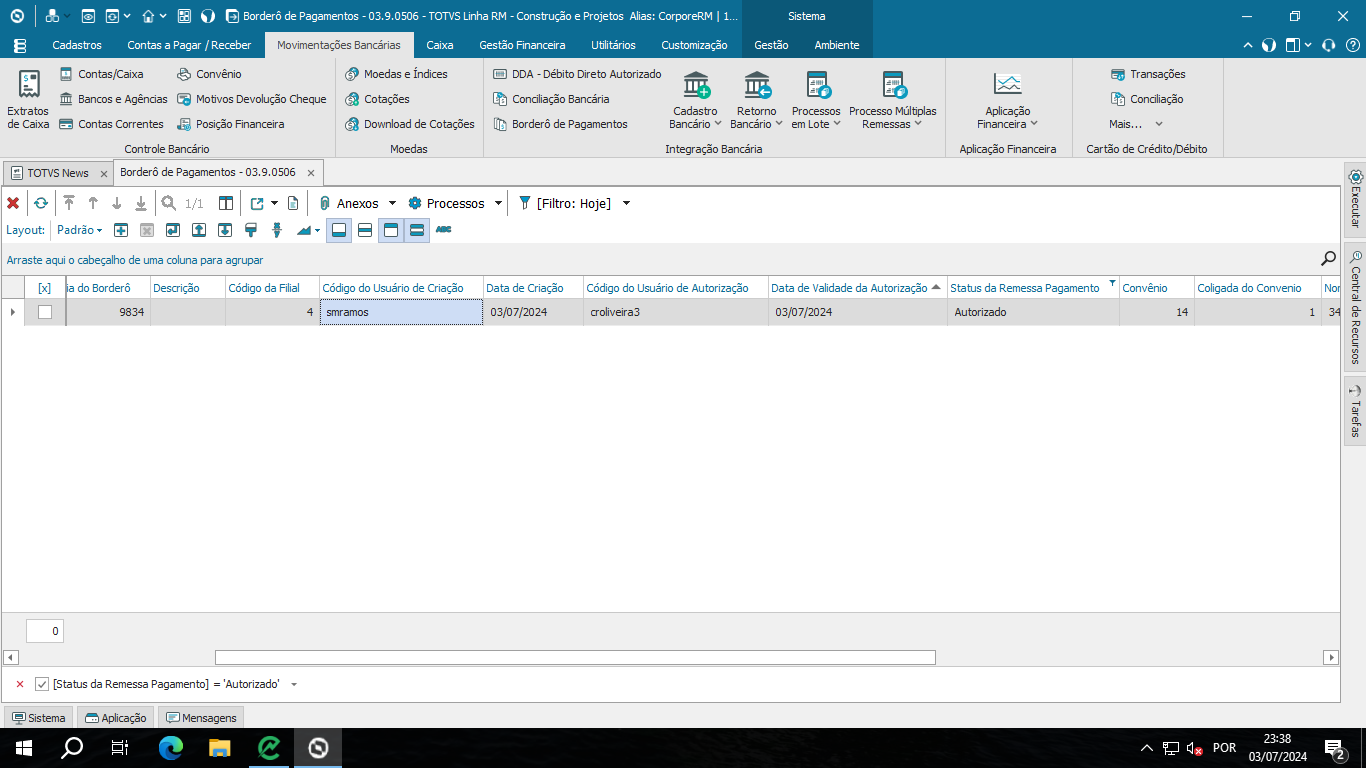 Borderô de Pagamentos - 03.9.0506 - TOTVS Linha RM - Construção e Projetos Alias: CorporeRM | 1... Sistema
Cadastros Contas a Pagar / Receber Movimentações Bancárias Caixa Gestão Financeira Utilitários Customização Gestão Ambiente
Extratos de Caixa
Contas/Caixa
Bancos e Agências
Contas Correntes
Convênio
Motivos Devolução Cheque
Posição Financeira
Controle Bancário
Moedas e Índices
Cotações
Download de Cotações
Moedas
DDA - Débito Direto Autorizado
Conciliação Bancária
Borderô de Pagamentos
Cadastro Bancário
Retorno Bancário
Processos em Lote
Processo Múltiplas Remessas
Integração Bancária
Aplicação Financeira
Aplicação Financeira
Transações
Conciliação
Mais...
Cartão de Crédito/Débito
TOTVS News Borderô de Pagamentos - 03.9.0506
1/1 Anexos Processos [Filtro: Hoje]
Layout: Padrão ABC
Arraste aqui o cabeçalho de uma coluna para agrupar
[x] ia do Borderô Descrição Código da Filial Código do Usuário de Criação Data de Criação Código do Usuário de Autorização Data de Validade da Autorização Status da Remessa Pagamento Convênio Coligada do Convenio Nor
9834 4 smramos 03/07/2024 croliveira3 03/07/2024 Autorizado 14 1 34
0
[Status da Remessa Pagamento] = 'Autorizado'
Executar
Central de Recursos
Tarefas
Sistema Aplicação Mensagens
POR 23:38
03/07/2024 2